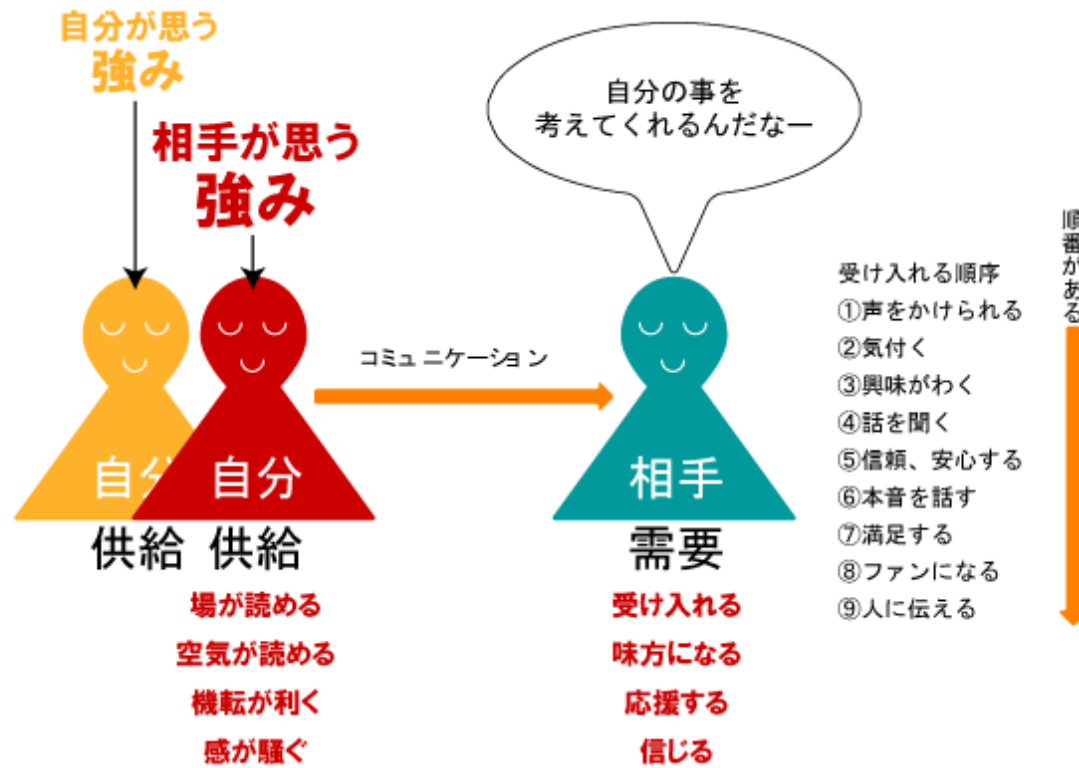 自分が思う
強み
相手が思う
強み
自分の事を
考えてくれるんだなー
コミュニケーション
自分
自分
相手
供給
供給
需要
場が読める
空気が読める
機転が利く
感が騒ぐ
受け入れる
味方になる
応援する
信じる
受け入れる順序
①声をかけられる
②気付く
③興味がわく
④話を聞く
⑤信頼、安心する
⑥本音を話す
⑦満足する
⑧ファンになる
⑨人に伝える
順番がある